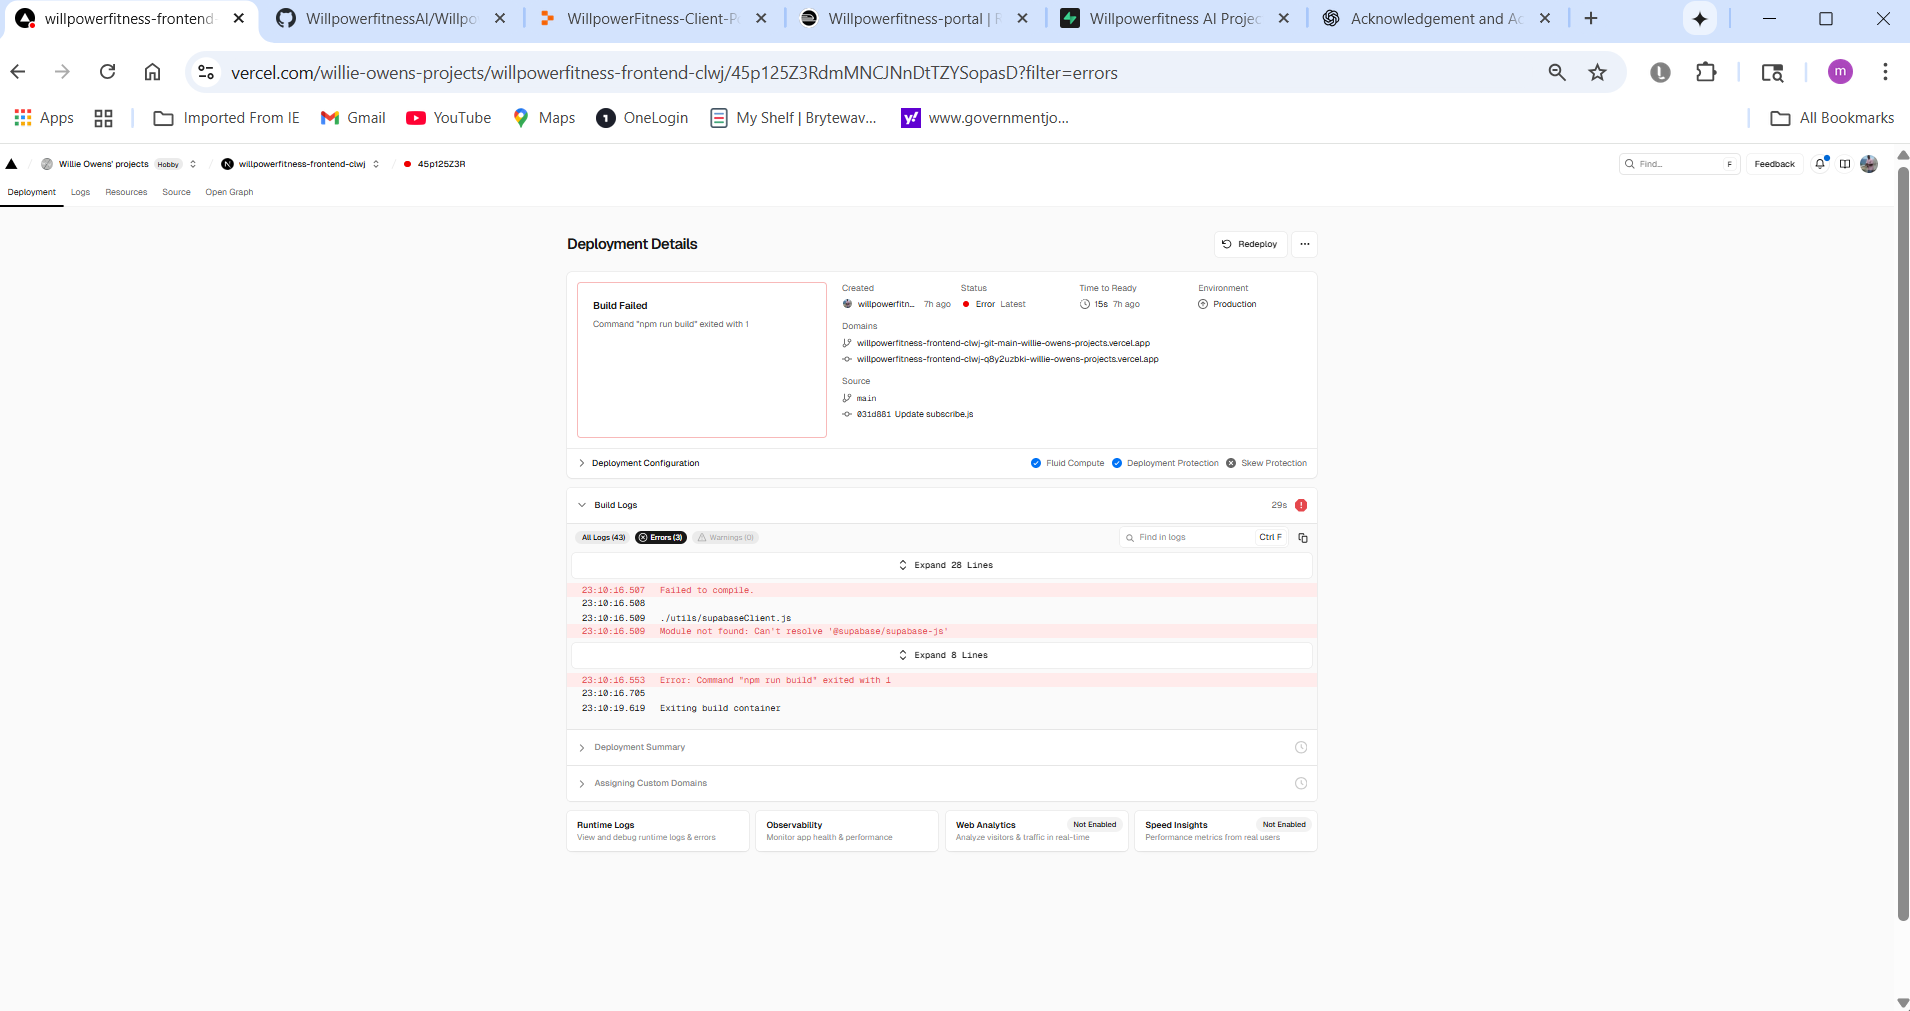 willpowerfitness-frontend-
WillpowerfitnessAI/Willpo
WillpowerFitness-Client-P
Willpowerfitness-portal | R
Willpowerfitness AI Projec
Acknowledgement and Ac
vercel.com/willie-owens-projects/willpowerfitness-frontend-clwj/45p125Z3RdmMNCJNnDtTZYSopasD?filter=errors
m
Apps
Imported From IE
Gmail
YouTube
Maps
OneLogin
My Shelf | Brytewav...
www.governmentjo...
All Bookmarks
Willie Owens' projects Hobby
willpowerfitness-frontend-clwj
45p125Z3R
Find... F
Feedback
Deployment
Logs
Resources
Source
Open Graph
Deployment Details
Redeploy
Build Failed
Command "npm run build" exited with 1
Created
willpowerfitn... 7h ago
Status
Error Latest
Time to Ready
15s 7h ago
Environment
Production
Domains
willpowerfitness-frontend-clwj-git-main-willie-owens-projects.vercel.app
willpowerfitness-frontend-clwj-q8y2uzbki-willie-owens-projects.vercel.app
Source
main
031d881 Update subscribe.js
Deployment Configuration
Fluid Compute
Deployment Protection
Skew Protection
Build Logs
29s
All Logs (43)
Errors (3)
Warnings (0)
Find in logs
Ctrl F
Expand 28 Lines
23:10:16.507 Failed to compile.
23:10:16.508
23:10:16.509 ./utils/supabaseClient.js
23:10:16.509 Module not found: Can't resolve '@supabase/supabase-js'
Expand 8 Lines
23:10:16.553 Error: Command "npm run build" exited with 1
23:10:16.705
23:10:19.619 Exiting build container
Deployment Summary
Assigning Custom Domains
Runtime Logs
View and debug runtime logs & errors
Observability
Monitor app health & performance
Web Analytics Not Enabled
Analyze visitors & traffic in real-time
Speed Insights Not Enabled
Performance metrics from real users